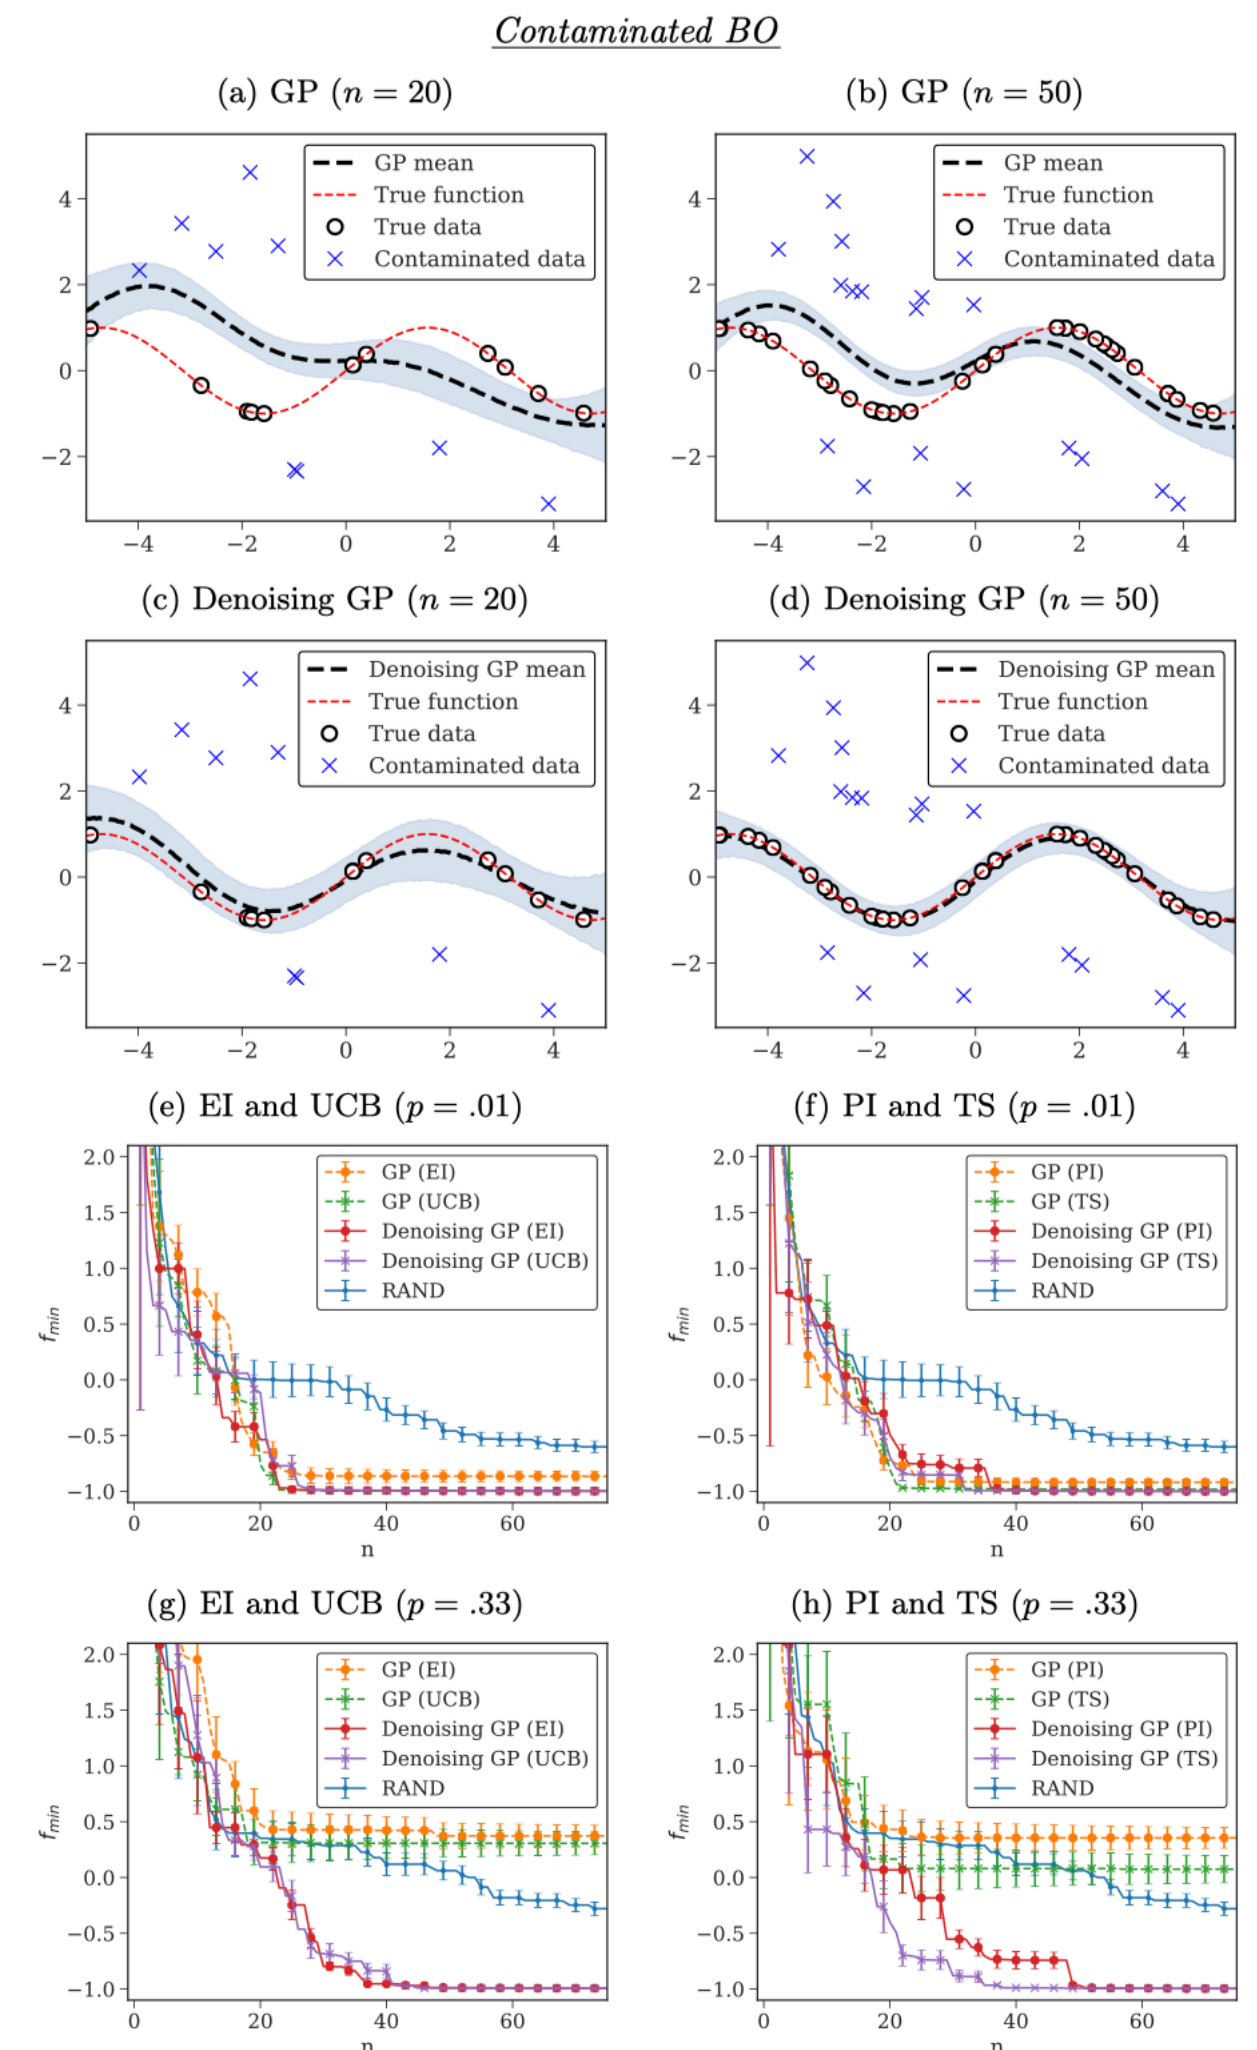 Contaminated BO
(a) GP (n = 20)
(b) GP (n = 50)
GP mean
True function
True data
Contaminated data
4
2
0
−2
−4 −2 0 2 4
GP mean
True function
True data
Contaminated data
4
2
0
−2
−4 −2 0 2 4
(c) Denoising GP (n = 20)
(d) Denoising GP (n = 50)
Denoising GP mean
True function
True data
Contaminated data
4
2
0
−2
−4 −2 0 2 4
Denoising GP mean
True function
True data
Contaminated data
4
2
0
−2
−4 −2 0 2 4
(e) EI and UCB (p = .01)
(f) PI and TS (p = .01)
GP (EI)
GP (UCB)
Denoising GP (EI)
Denoising GP (UCB)
RAND
2.0
1.5
1.0
0.5
0.0
−0.5
−1.0
f_min
0 20 40 60
n
GP (PI)
GP (TS)
Denoising GP (PI)
Denoising GP (TS)
RAND
2.0
1.5
1.0
0.5
0.0
−0.5
−1.0
f_min
0 20 40 60
n
(g) EI and UCB (p = .33)
(h) PI and TS (p = .33)
GP (EI)
GP (UCB)
Denoising GP (EI)
Denoising GP (UCB)
RAND
2.0
1.5
1.0
0.5
0.0
−0.5
−1.0
f_min
0 20 40 60
n
GP (PI)
GP (TS)
Denoising GP (PI)
Denoising GP (TS)
RAND
2.0
1.5
1.0
0.5
0.0
−0.5
−1.0
f_min
0 20 40 60
n